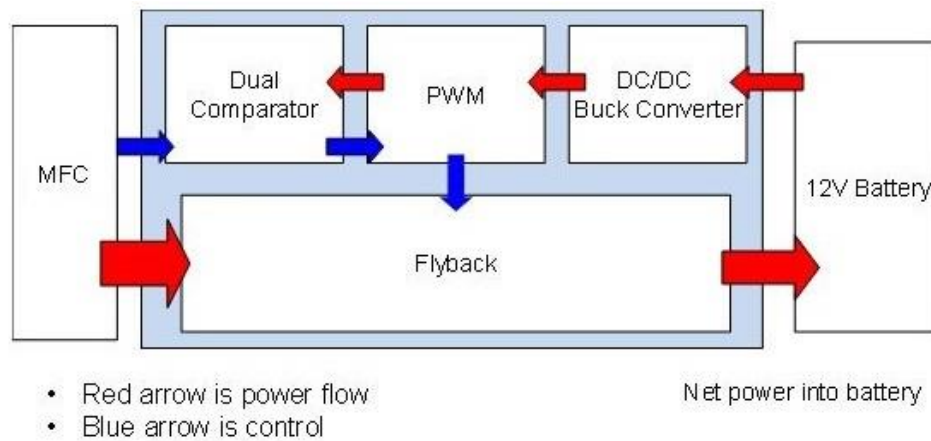 Dual
Comparator
PWM
DC/DC
Buck Converter
MFC
12V Battery
Flyback
• Red arrow is power flow
• Blue arrow is control
Net power into battery